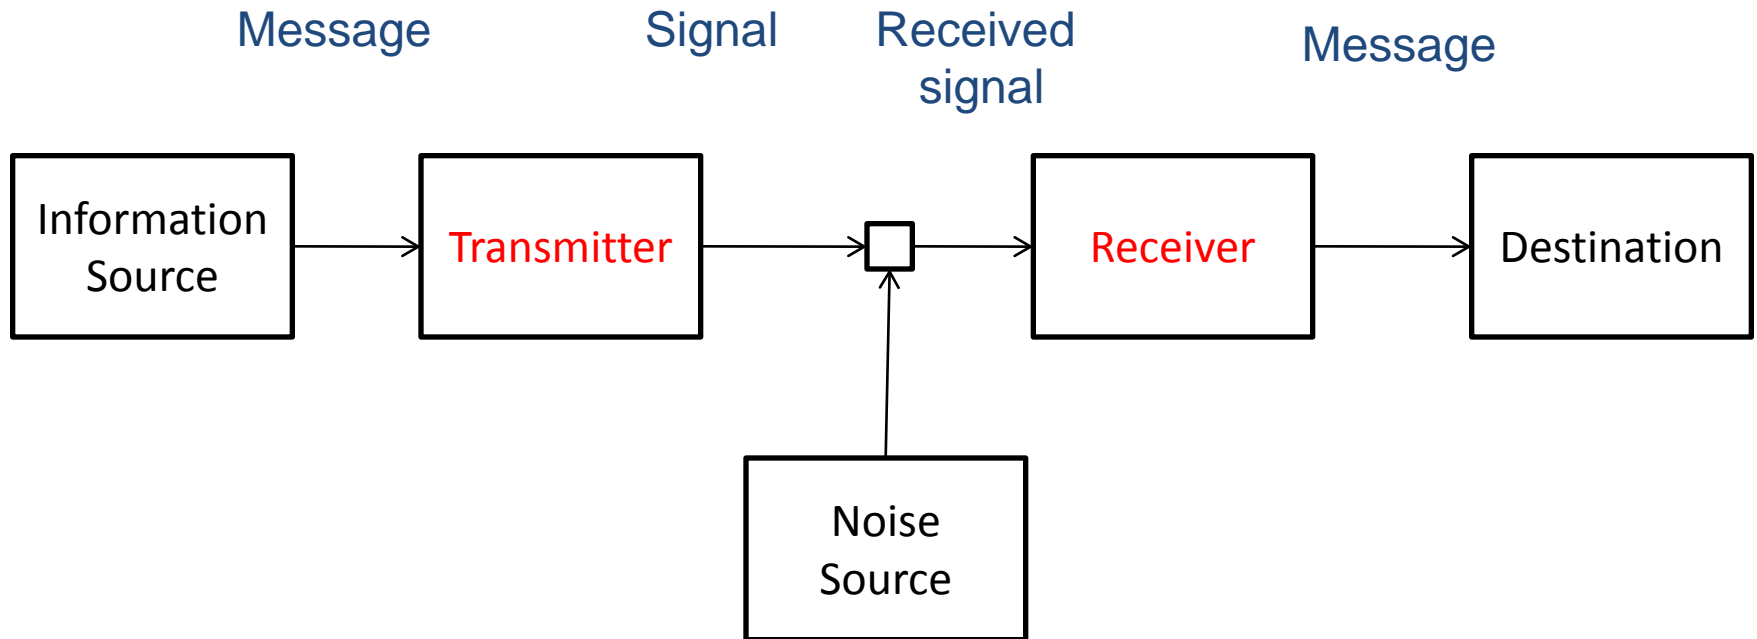 Message
Signal
Received
signal
Message
Information
Source
Transmitter
Receiver
Destination
Noise
Source